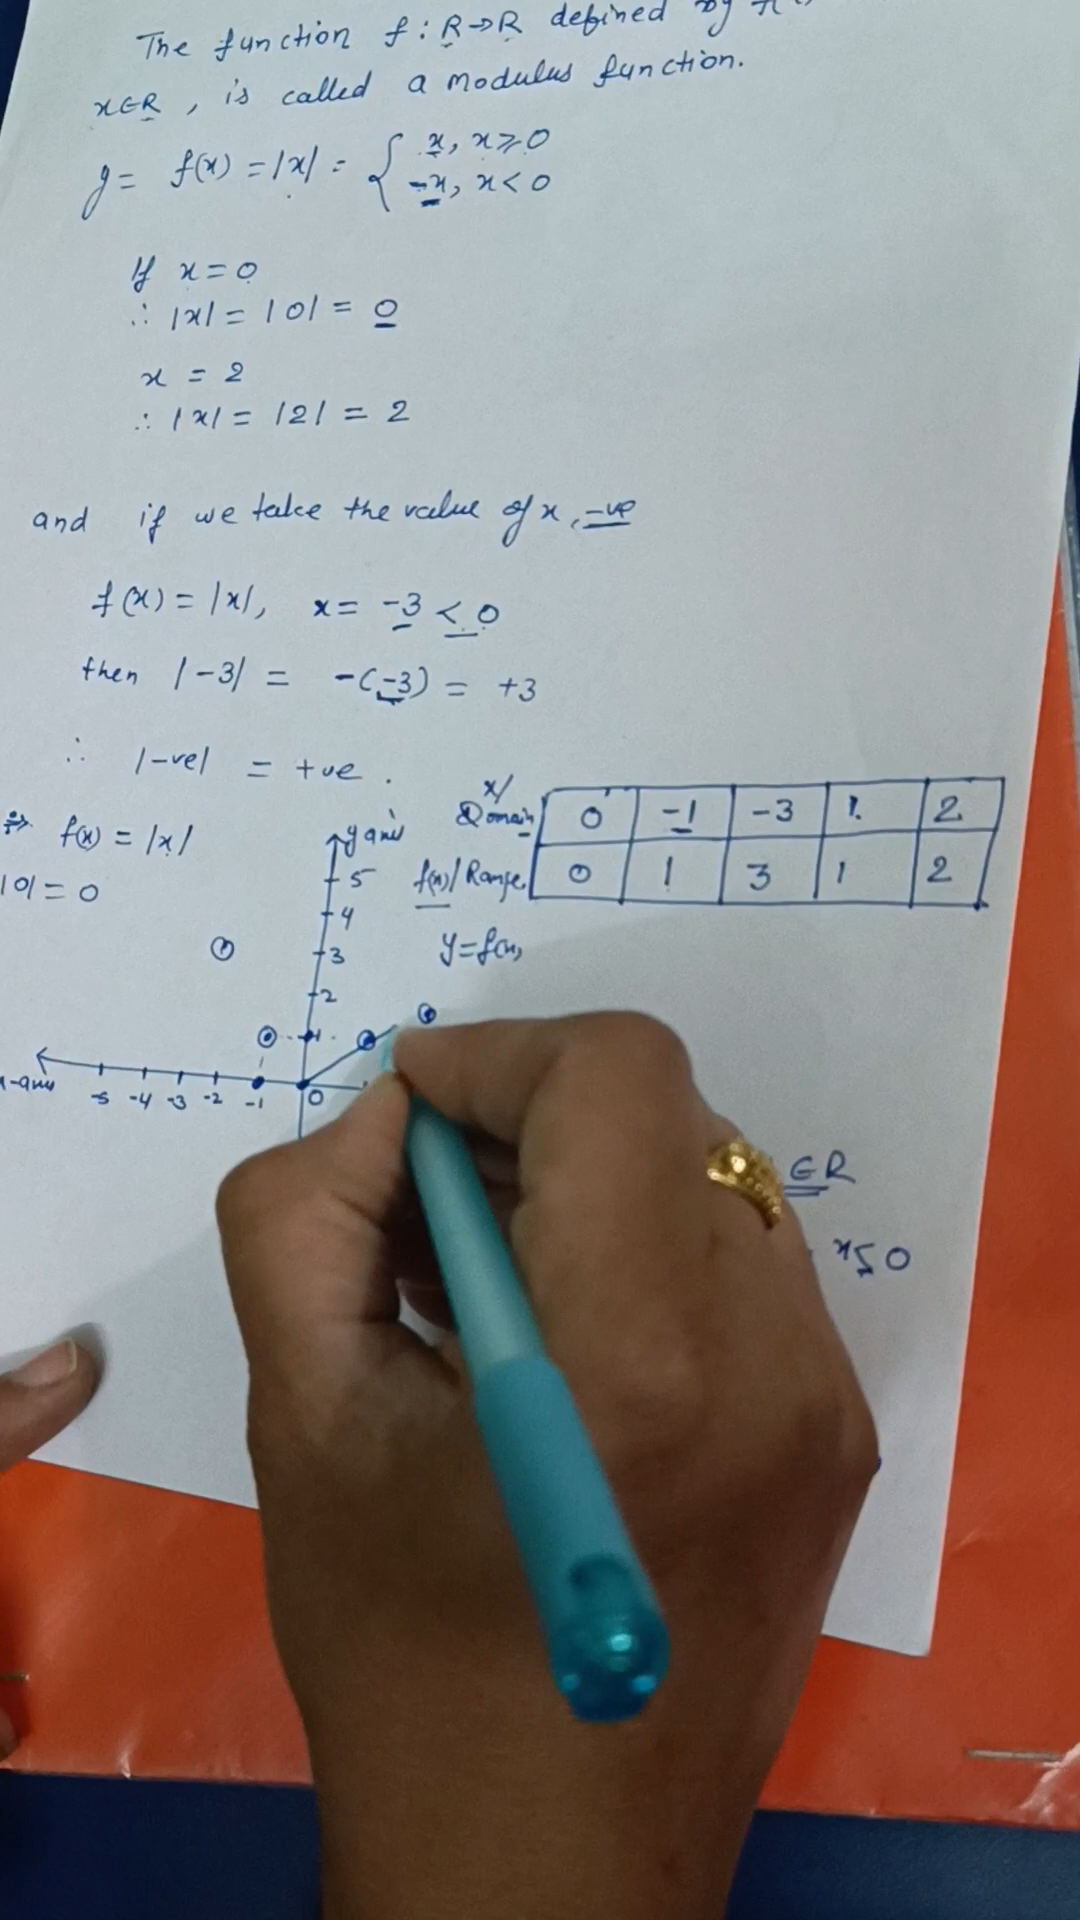 The function f : R→R defined by
x∈R , is called a modulus function.
y = f(x) = |x| = { x, x ≥ 0
-x, x < 0
If x = 0
∴ |x| = |0| = 0
x = 2
∴ |x| = |2| = 2
and if we take the value of x, -ve
f(x) = |x|, x = -3 < 0
then |-3| = -(-3) = +3
∴ |-ve| = +ve .
x/
Domain 0 -1 -3 1 2
f(x)/Range 0 1 3 1 2
⇒ f(x) = |x|
|0| = 0
y axis
5
4
3
2
1
y = f(x)
x-axis
-5 -4 -3 -2 -1 0
∈R
0